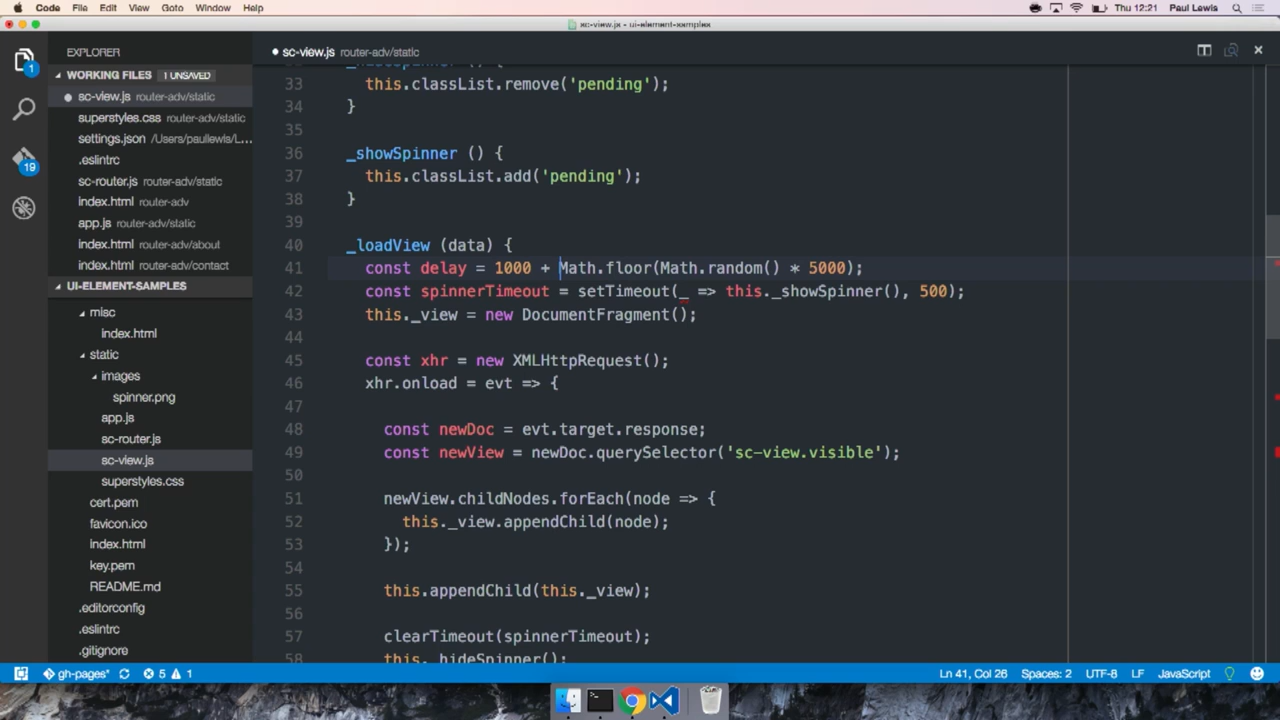 Code File Edit View Goto Window Help Thu 12:21 Paul Lewis
sc-view.js - ui-element-samples
EXPLORER
WORKING FILES 1 UNSAVED
sc-view.js router-adv/static
superstyles.css router-adv/static
settings.json /Users/paullewis/L...
.eslintrc
sc-router.js router-adv/static
index.html router-adv
app.js router-adv/static
index.html router-adv/about
index.html router-adv/contact
UI-ELEMENT-SAMPLES
misc
index.html
static
images
spinner.png
app.js
sc-router.js
sc-view.js
superstyles.css
cert.pem
favicon.ico
index.html
key.pem
README.md
.editorconfig
.eslintrc
.gitignore
1
19
sc-view.js router-adv/static
32 _hideSpinner () {
33 this.classList.remove('pending');
34 }
35
36 _showSpinner () {
37 this.classList.add('pending');
38 }
39
40 _loadView (data) {
41 const delay = 1000 + Math.floor(Math.random() * 5000);
42 const spinnerTimeout = setTimeout(_ => this._showSpinner(), 500);
43 this._view = new DocumentFragment();
44
45 const xhr = new XMLHttpRequest();
46 xhr.onload = evt => {
47
48 const newDoc = evt.target.response;
49 const newView = newDoc.querySelector('sc-view.visible');
50
51 newView.childNodes.forEach(node => {
52 this._view.appendChild(node);
53 });
54
55 this.appendChild(this._view);
56
57 clearTimeout(spinnerTimeout);
58 this._hideSpinner();
gh-pages* 5 1 Ln 41, Col 26 Spaces: 2 UTF-8 LF JavaScript